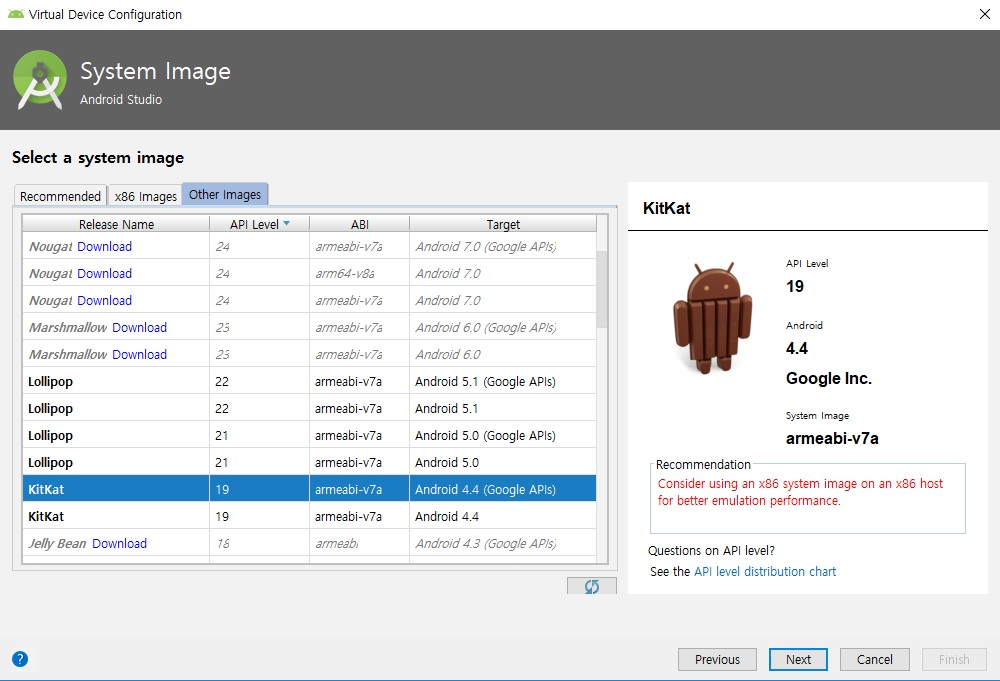 Virtual Device Configuration
System Image
Android Studio
Select a system image
Recommended x86 Images Other Images
Release Name API Level ABI Target
Nougat Download 24 armeabi-v7a Android 7.0 (Google APIs)
Nougat Download 24 arm64-v8a Android 7.0
Nougat Download 24 armeabi-v7a Android 7.0
Marshmallow Download 23 armeabi-v7a Android 6.0 (Google APIs)
Marshmallow Download 23 armeabi-v7a Android 6.0
Lollipop 22 armeabi-v7a Android 5.1 (Google APIs)
Lollipop 22 armeabi-v7a Android 5.1
Lollipop 21 armeabi-v7a Android 5.0 (Google APIs)
Lollipop 21 armeabi-v7a Android 5.0
KitKat 19 armeabi-v7a Android 4.4 (Google APIs)
KitKat 19 armeabi-v7a Android 4.4
Jelly Bean Download 18 armeabi Android 4.3 (Google APIs)
KitKat
API Level
19
Android
4.4
Google Inc.
System Image
armeabi-v7a
Recommendation
Consider using an x86 system image on an x86 host
for better emulation performance.
Questions on API level?
See the API level distribution chart
? Previous Next Cancel Finish